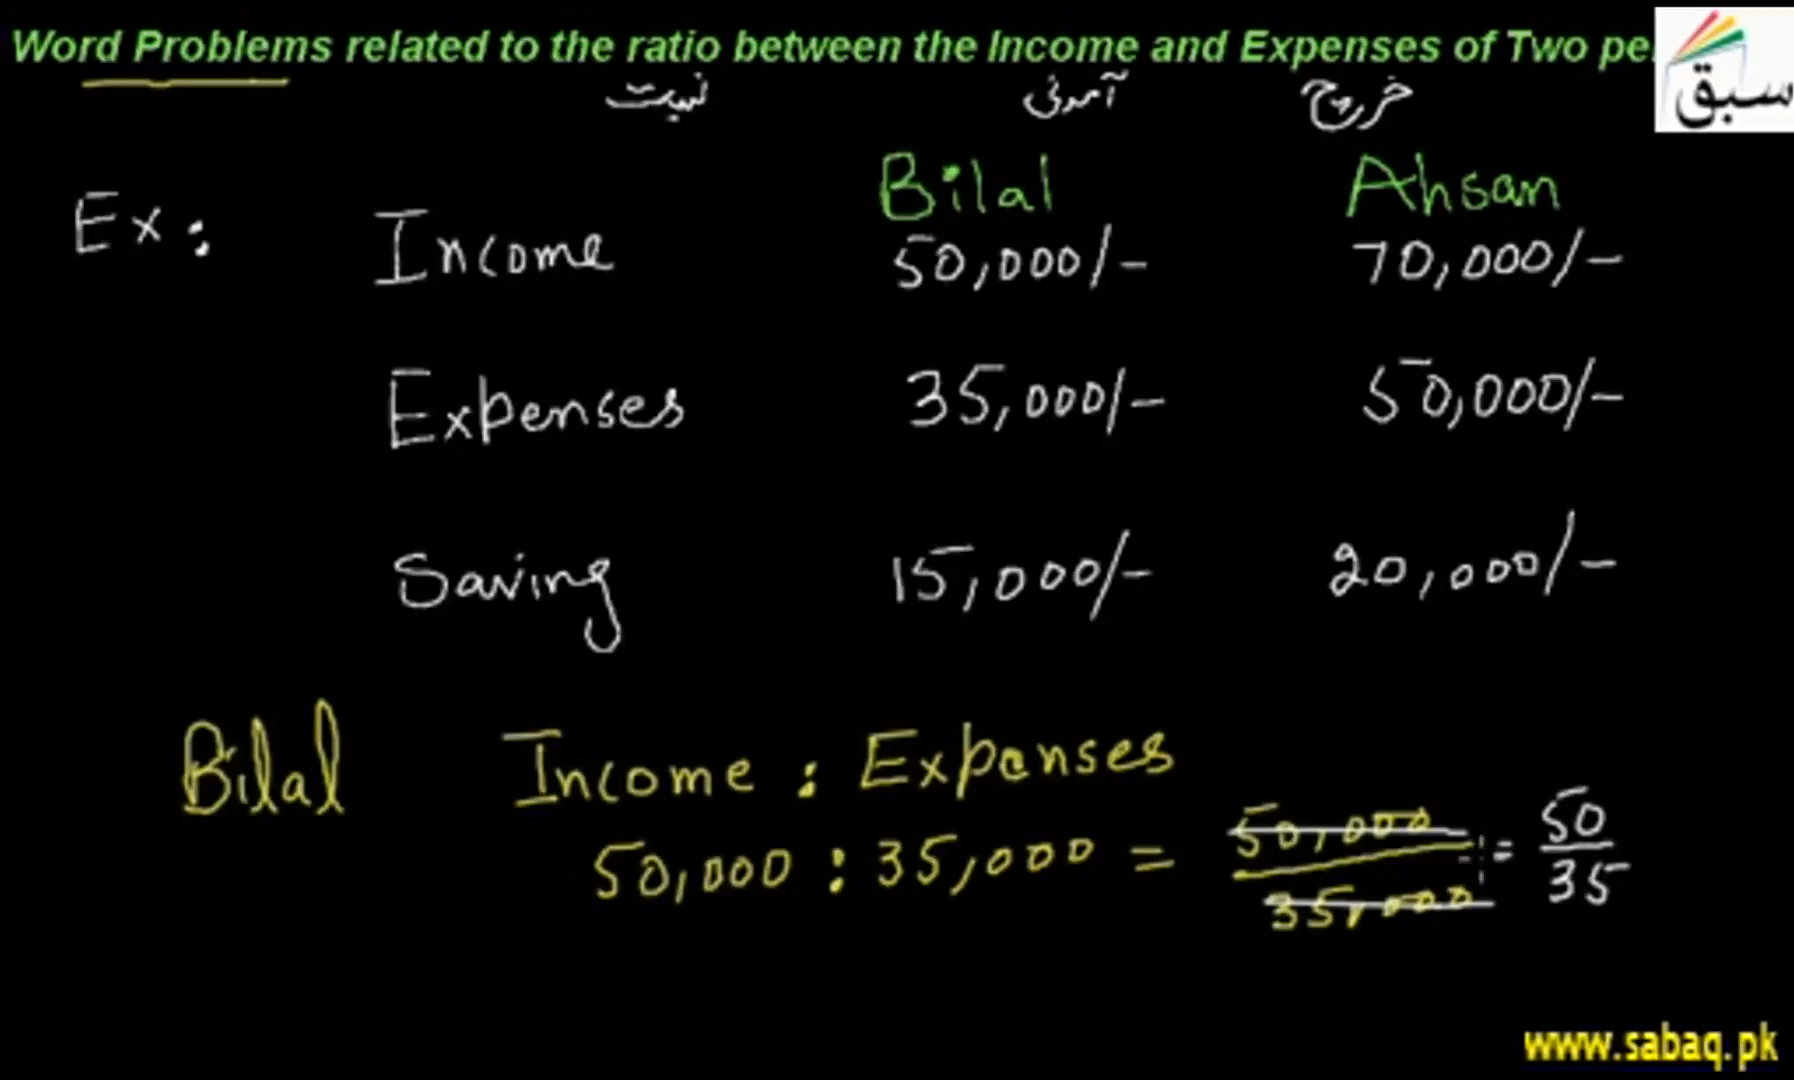 Word Problems related to the ratio between the Income and Expenses of Two pe
سبق
نسبت آمدنی خرچ
Bilal Ahsan
Ex: Income 50,000/- 70,000/-
Expenses 35,000/- 50,000/-
Saving 15,000/- 20,000/-
Bilal Income : Expenses
50,000 : 35,000 = 50,000/35,000 = 50/35
www.sabaq.pk